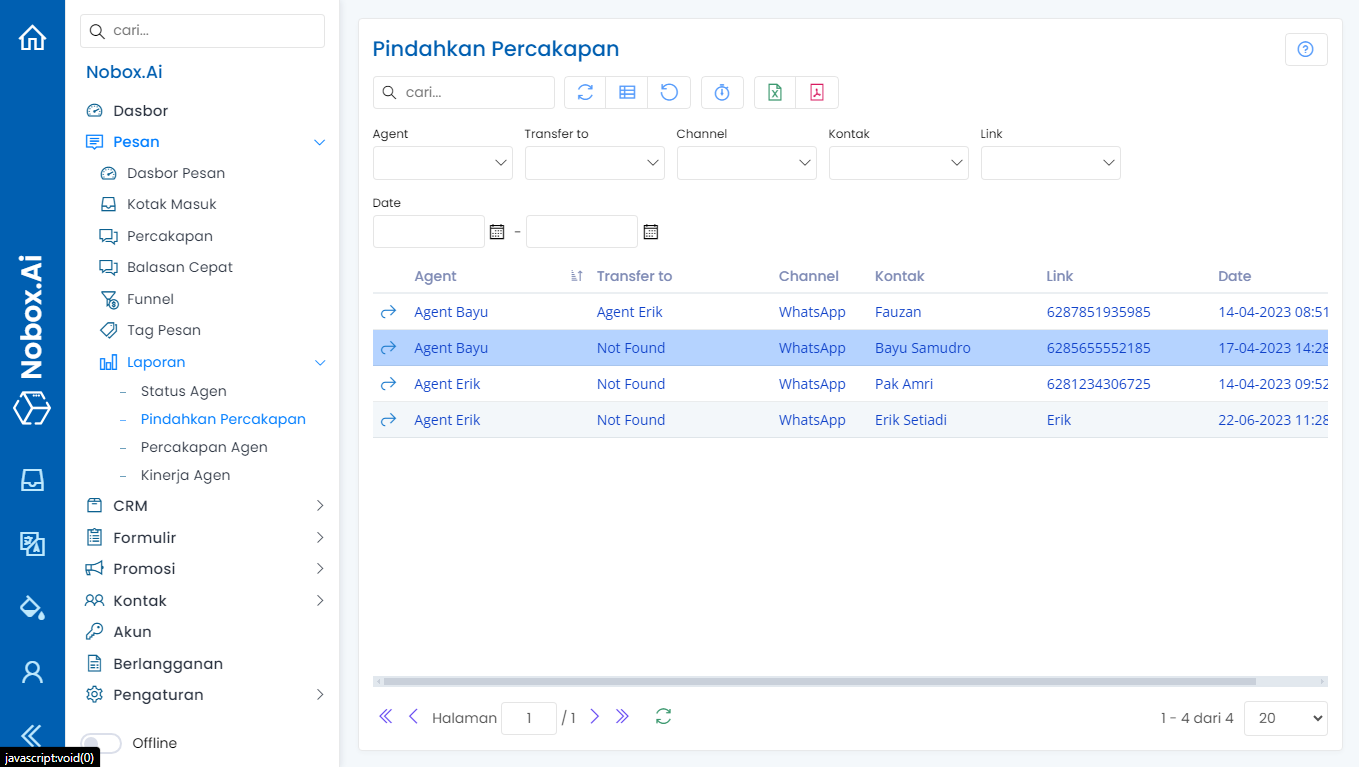 cari...
Nobox.Ai
Dasbor
Pesan
Dasbor Pesan
Kotak Masuk
Percakapan
Balasan Cepat
Funnel
Tag Pesan
Laporan
– Status Agen
– Pindahkan Percakapan
– Percakapan Agen
– Kinerja Agen
CRM
Formulir
Promosi
Kontak
Akun
Berlangganan
Pengaturan
Offline
Nobox.Ai
javascript:void(0)
Pindahkan Percakapan
cari...
Agent Transfer to Channel Kontak Link
Date
-
Agent Transfer to Channel Kontak Link Date
Agent Bayu Agent Erik WhatsApp Fauzan 6287851935985 14-04-2023 08:51
Agent Bayu Not Found WhatsApp Bayu Samudro 6285655552185 17-04-2023 14:28
Agent Erik Not Found WhatsApp Pak Amri 6281234306725 14-04-2023 09:52
Agent Erik Not Found WhatsApp Erik Setiadi Erik 22-06-2023 11:28
Halaman 1 / 1 1 - 4 dari 4 20